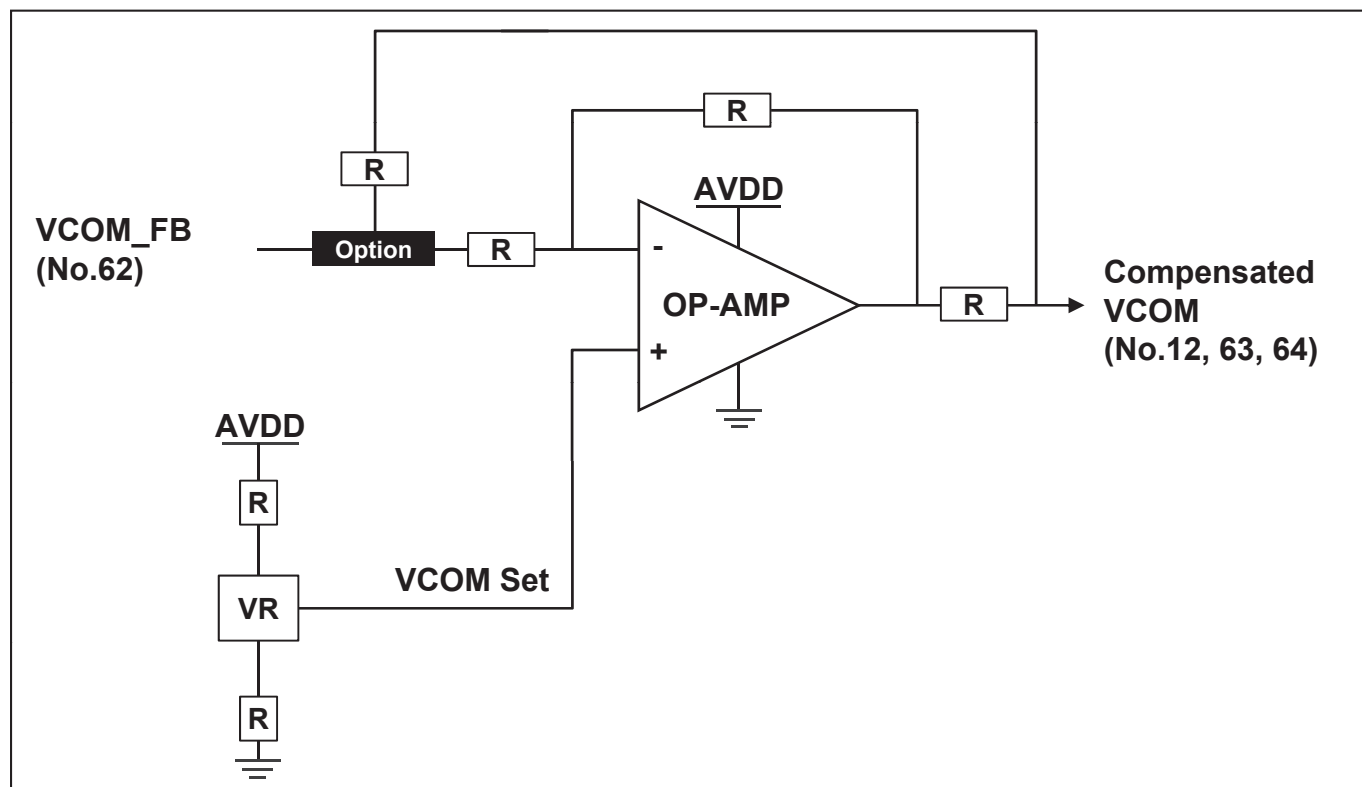 R
R
AVDD
VCOM_FB
(No.62)
Option
R
-
OP-AMP
+
R
Compensated
VCOM
(No.12, 63, 64)
AVDD
R
VR
VCOM Set
R